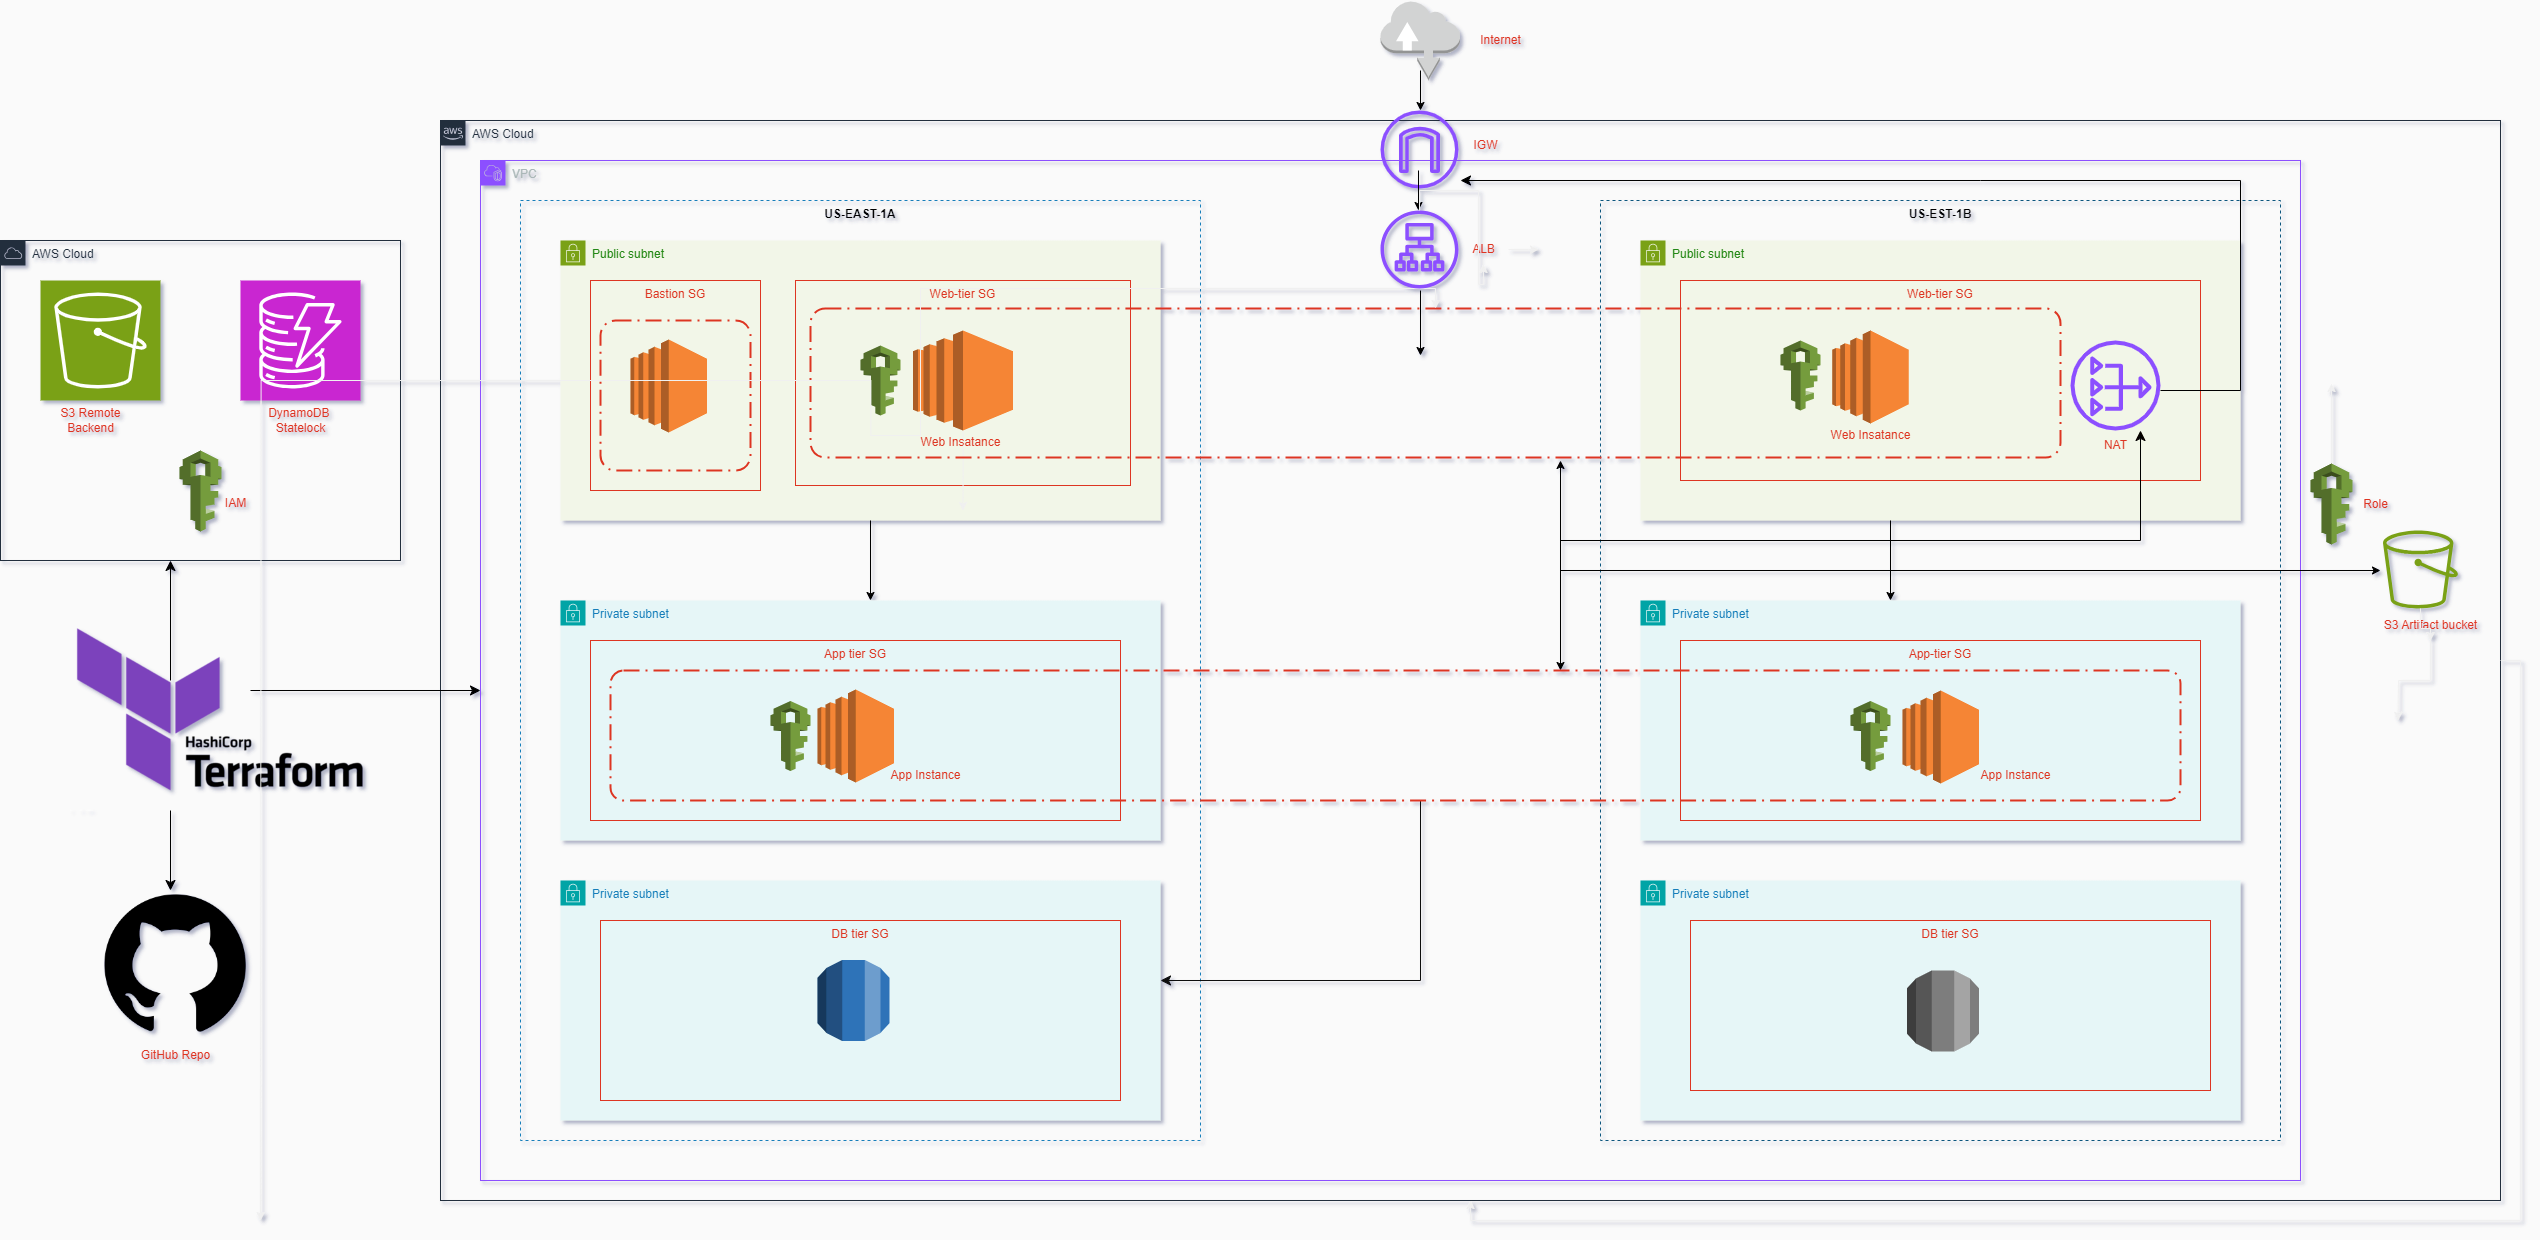 Internet
aws
AWS Cloud
IGW
VPC
US-EAST-1A
US-EST-1B
ALB
AWS Cloud
Public subnet
Public subnet
Bastion SG
Web-tier SG
Web-tier SG
S3 Remote
Backend
DynamoDB
Statelock
Web Insatance
Web Insatance
NAT
IAM
Role
Private subnet
Private subnet
S3 Artifact bucket
App tier SG
App-tier SG
HashiCorp
Terraform
App Instance
App Instance
Private subnet
Private subnet
DB tier SG
DB tier SG
GitHub Repo